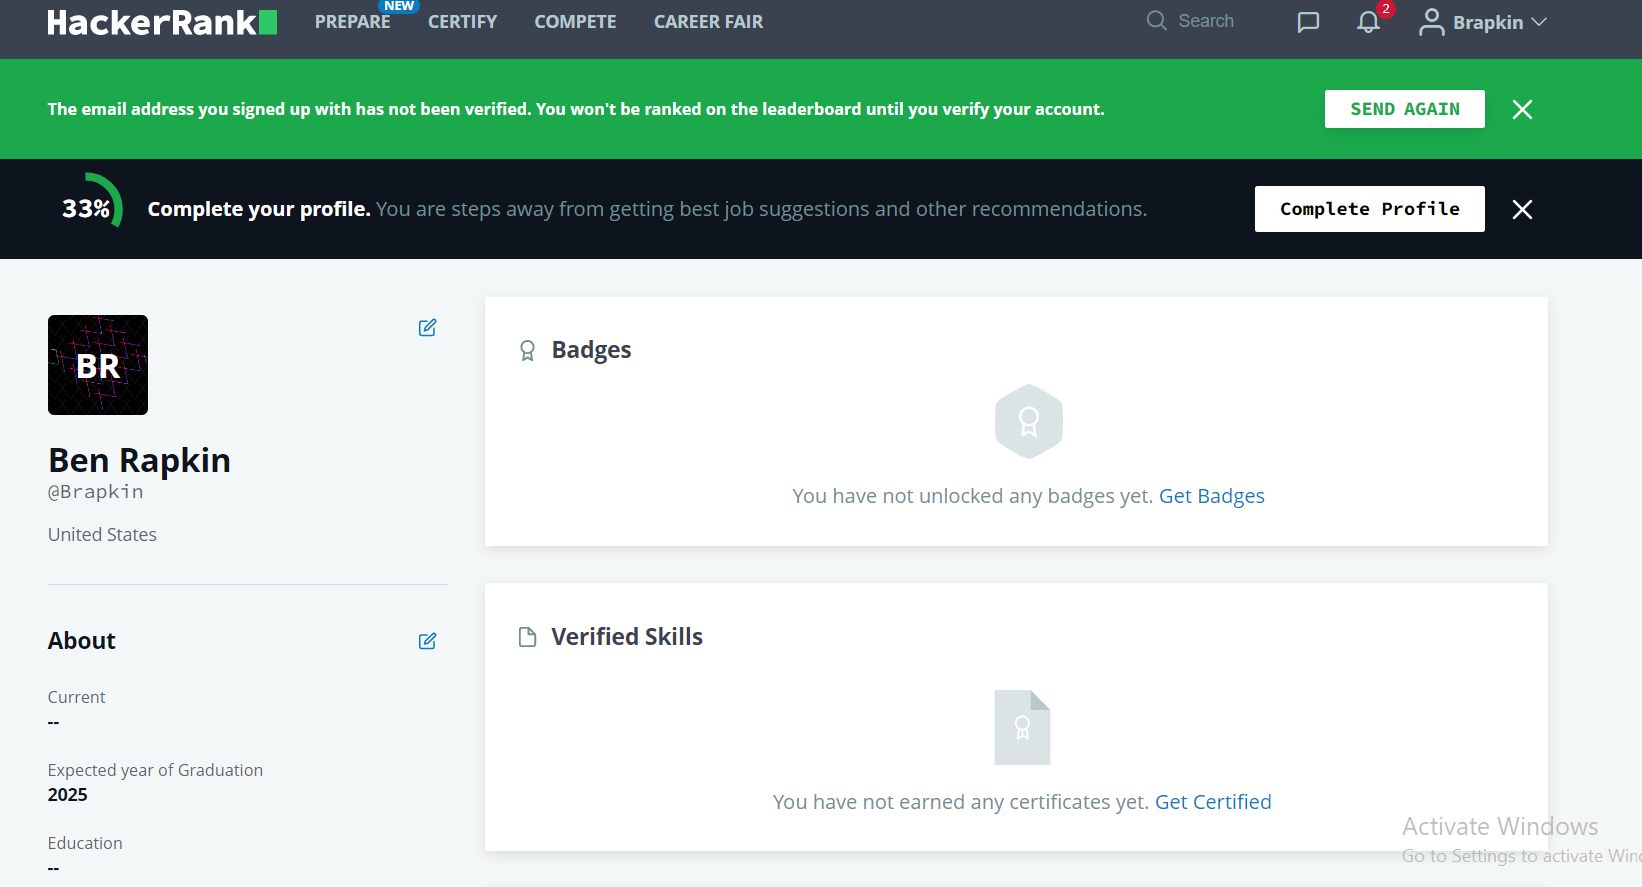 HackerRank
PREPARE
NEW
CERTIFY
COMPETE
CAREER FAIR
Search
2
Brapkin
The email address you signed up with has not been verified. You won't be ranked on the leaderboard until you verify your account.
SEND AGAIN
33%
Complete your profile. You are steps away from getting best job suggestions and other recommendations.
Complete Profile
BR
Ben Rapkin
@Brapkin
United States
About
Current
--
Expected year of Graduation
2025
Education
--
Badges
You have not unlocked any badges yet. Get Badges
Verified Skills
You have not earned any certificates yet. Get Certified
Activate Windows
Go to Settings to activate Win